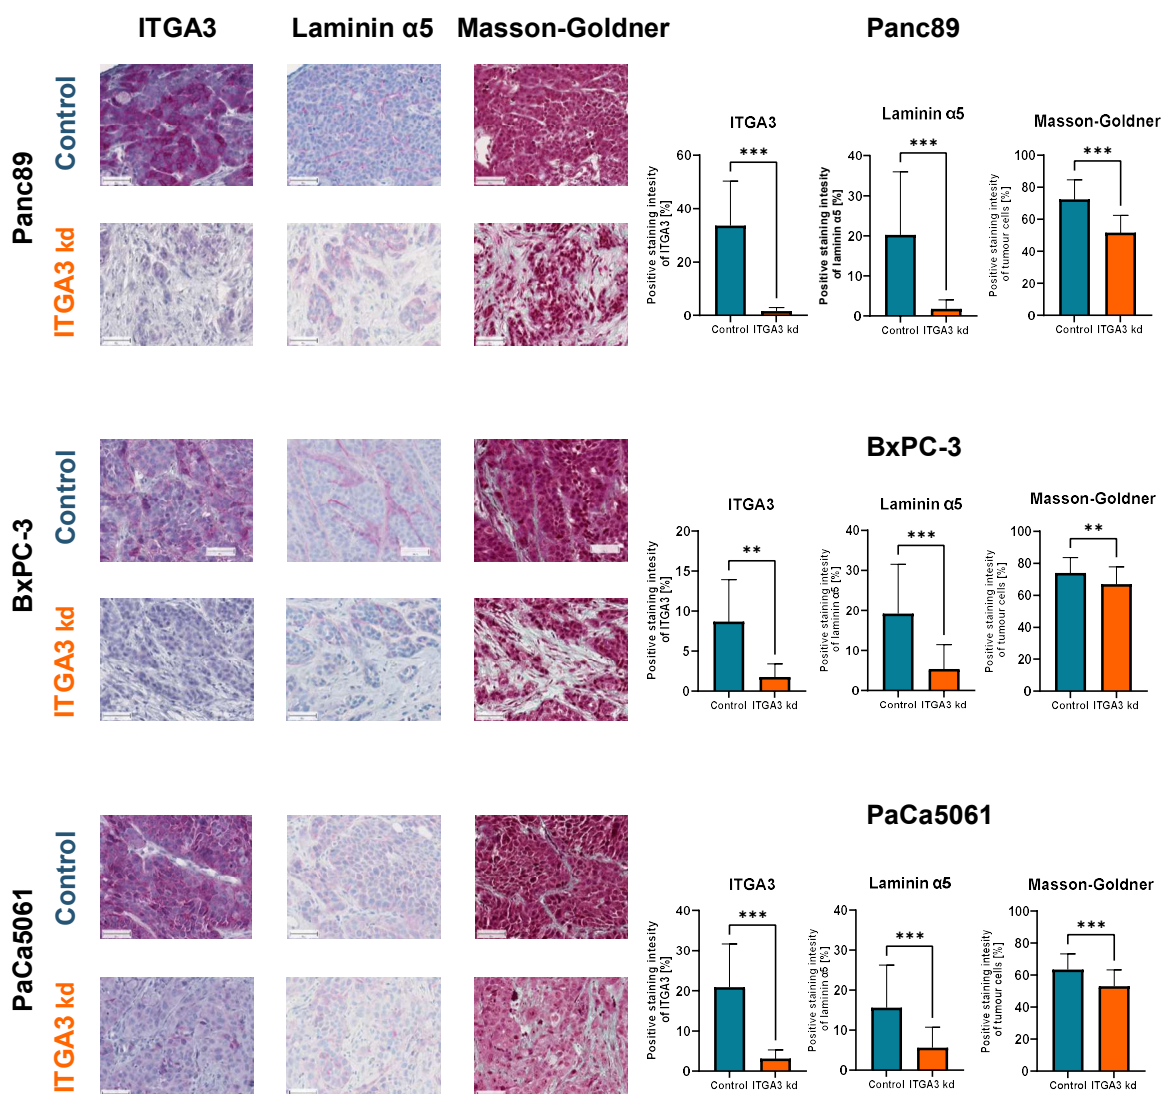 ITGA3 Laminin α5 Masson-Goldner Panc89
Panc89
Control
ITGA3 kd
ITGA3
Positive staining intesity
of ITGA3 [%]
60
40
20
0
***
Control ITGA3 kd
Laminin α5
Positive staining intesity
of laminin α5 [%]
40
30
20
10
0
***
Control ITGA3 kd
Masson-Goldner
Positive staining intesity
of tumour cells [%]
100
80
60
40
20
0
***
Control ITGA3 kd
BxPC-3
BxPC-3
Control
ITGA3 kd
ITGA3
Positive staining intesity
of ITGA3 [%]
20
15
10
5
0
**
Control ITGA3 kd
Laminin α5
Positive staining intesity
of laminin α5 [%]
40
30
20
10
0
***
Control ITGA3 kd
Masson-Goldner
Positive staining intesity
of tumour cells [%]
100
80
60
40
20
0
**
Control ITGA3 kd
PaCa5061
PaCa5061
Control
ITGA3 kd
ITGA3
Positive staining intesity
of ITGA3 [%]
40
30
20
10
0
***
Control ITGA3 kd
Laminin α5
Positive staining intesity
of laminin α5 [%]
40
30
20
10
0
***
Control ITGA3 kd
Masson-Goldner
Positive staining intesity
of tumour cells [%]
100
80
60
40
20
0
***
Control ITGA3 kd